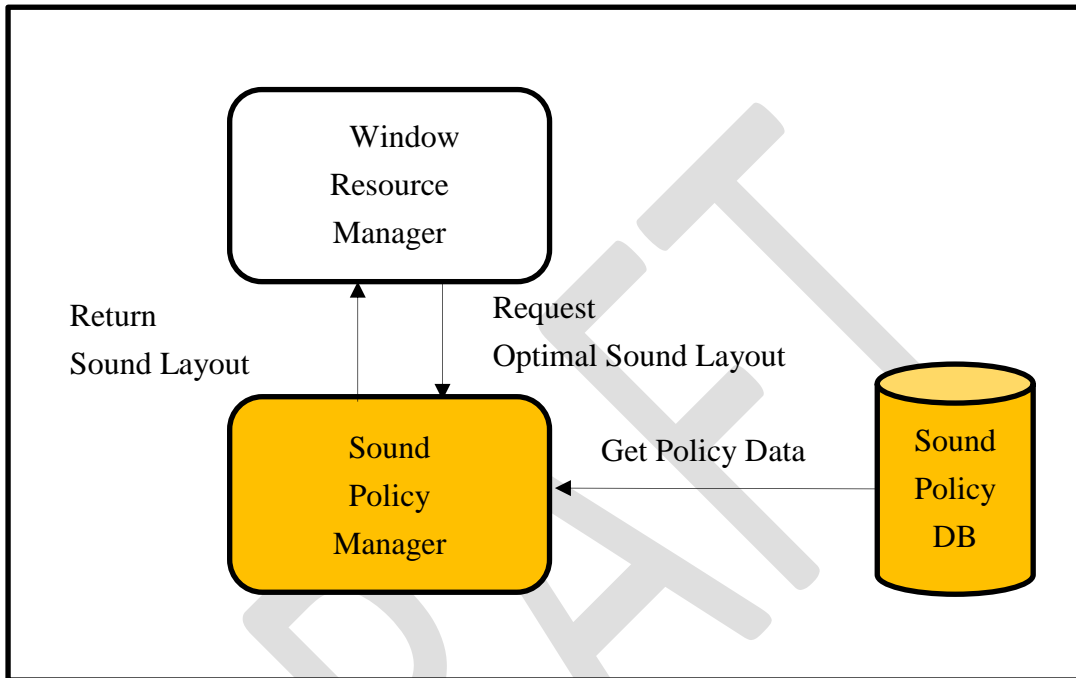 Window
Resource
Manager
Return
Sound Layout
Request
Optimal Sound Layout
Sound
Policy
Manager
Get Policy Data
Sound
Policy
DB
DRAFT